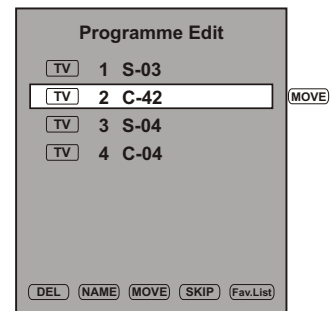 Programme Edit
TV 1 S-03
TV 2 C-42 MOVE
TV 3 S-04
TV 4 C-04
DEL NAME MOVE SKIP Fav.List